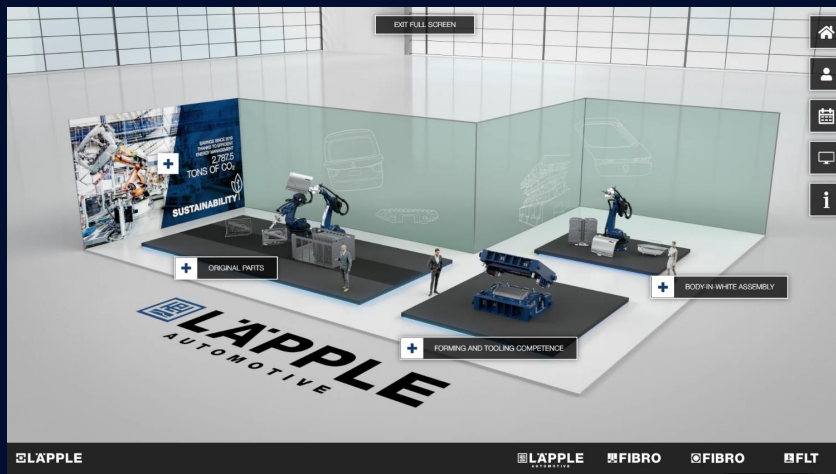 EXIT FULL SCREEN
SAVINGS SINCE 2018
THANKS TO EFFICIENT
ENERGY MANAGEMENT
2,787.5
TONS OF CO₂
SUSTAINABILITY
ORIGINAL PARTS
BODY-IN-WHITE ASSEMBLY
FORMING AND TOOLING COMPETENCE
LÄPPLE
AUTOMOTIVE
LÄPPLE
LÄPPLE
AUTOMOTIVE
FIBRO
FIBRO
FLT